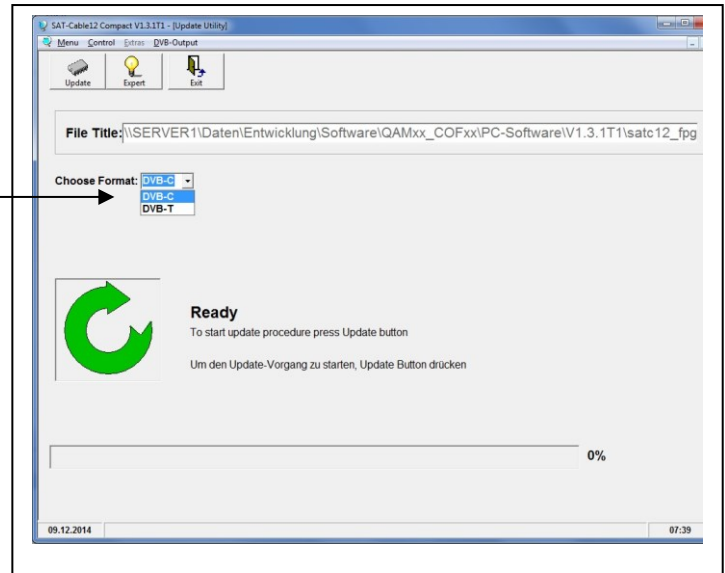 SAT-Cable12 Compact V1.3.1T1 - [Update Utility]
Menu Control Extras DVB-Output
Update Expert Exit
File Title: \\SERVER1\Daten\Entwicklung\Software\QAMxx_COFxx\PC-Software\V1.3.1T1\satc12_fpg
Choose Format: DVB-C
DVB-C
DVB-T
Ready
To start update procedure press Update button
Um den Update-Vorgang zu starten, Update Button drücken
0%
09.12.2014 07:39